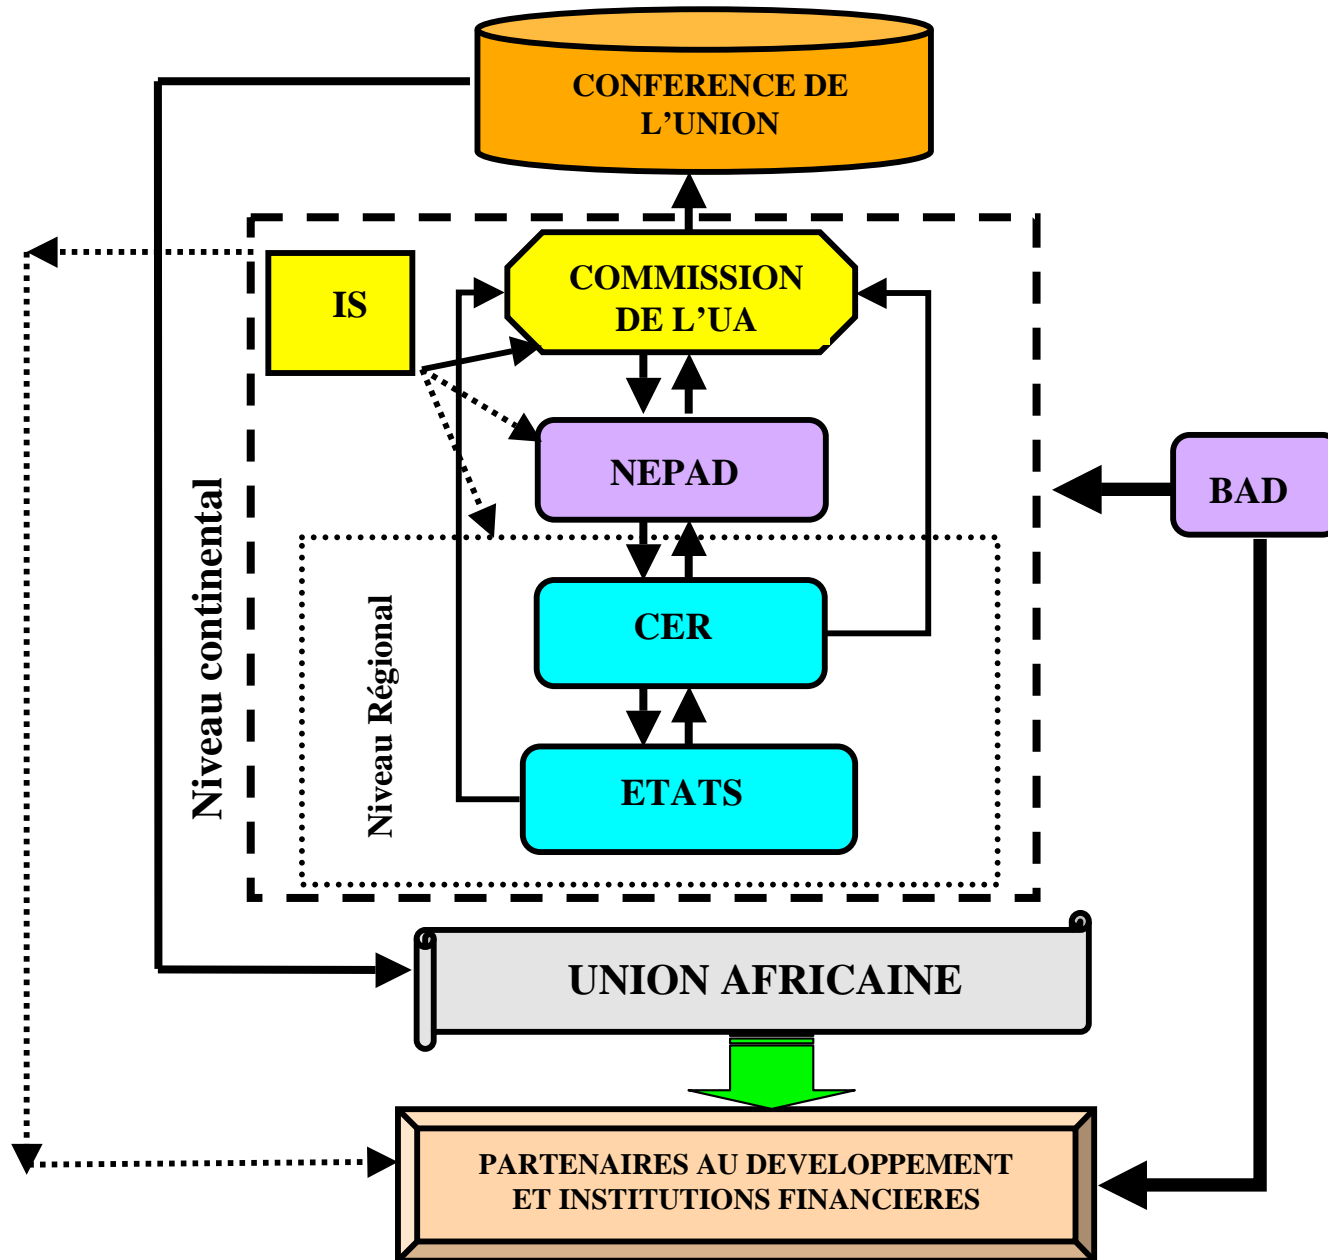 CONFERENCE DE
L’UNION
IS
COMMISSION
DE L’UA
NEPAD
BAD
CER
ETATS
Niveau continental
Niveau Régional
UNION AFRICAINE
PARTENAIRES AU DEVELOPPEMENT
ET INSTITUTIONS FINANCIERES